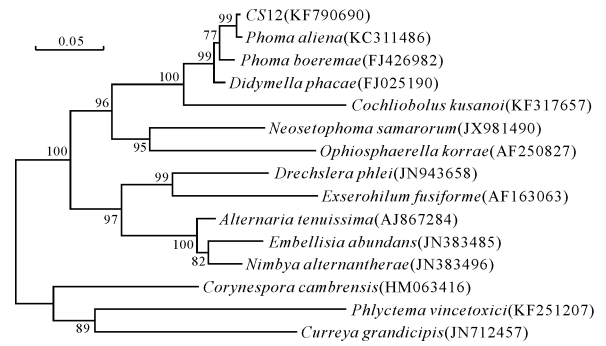 99 CS12(KF790690)
0.05 77 Phoma aliena(KC311486)
99 Phoma boeremae(FJ426982)
100 Didymella phacae(FJ025190)
96 Cochliobolus kusanoi(KF317657)
Neosetophoma samarorum(JX981490)
100 95 Ophiosphaerella korrae(AF250827)
99 Drechslera phlei(JN943658)
97 Exserohilum fusiforme(AF163063)
Alternaria tenuissima(AJ867284)
100 Embellisia abundans(JN383485)
82 Nimbya alternantherae(JN383496)
Corynespora cambrensis(HM063416)
Phlyctema vincetoxici(KF251207)
89 Curreya grandicipis(JN712457)